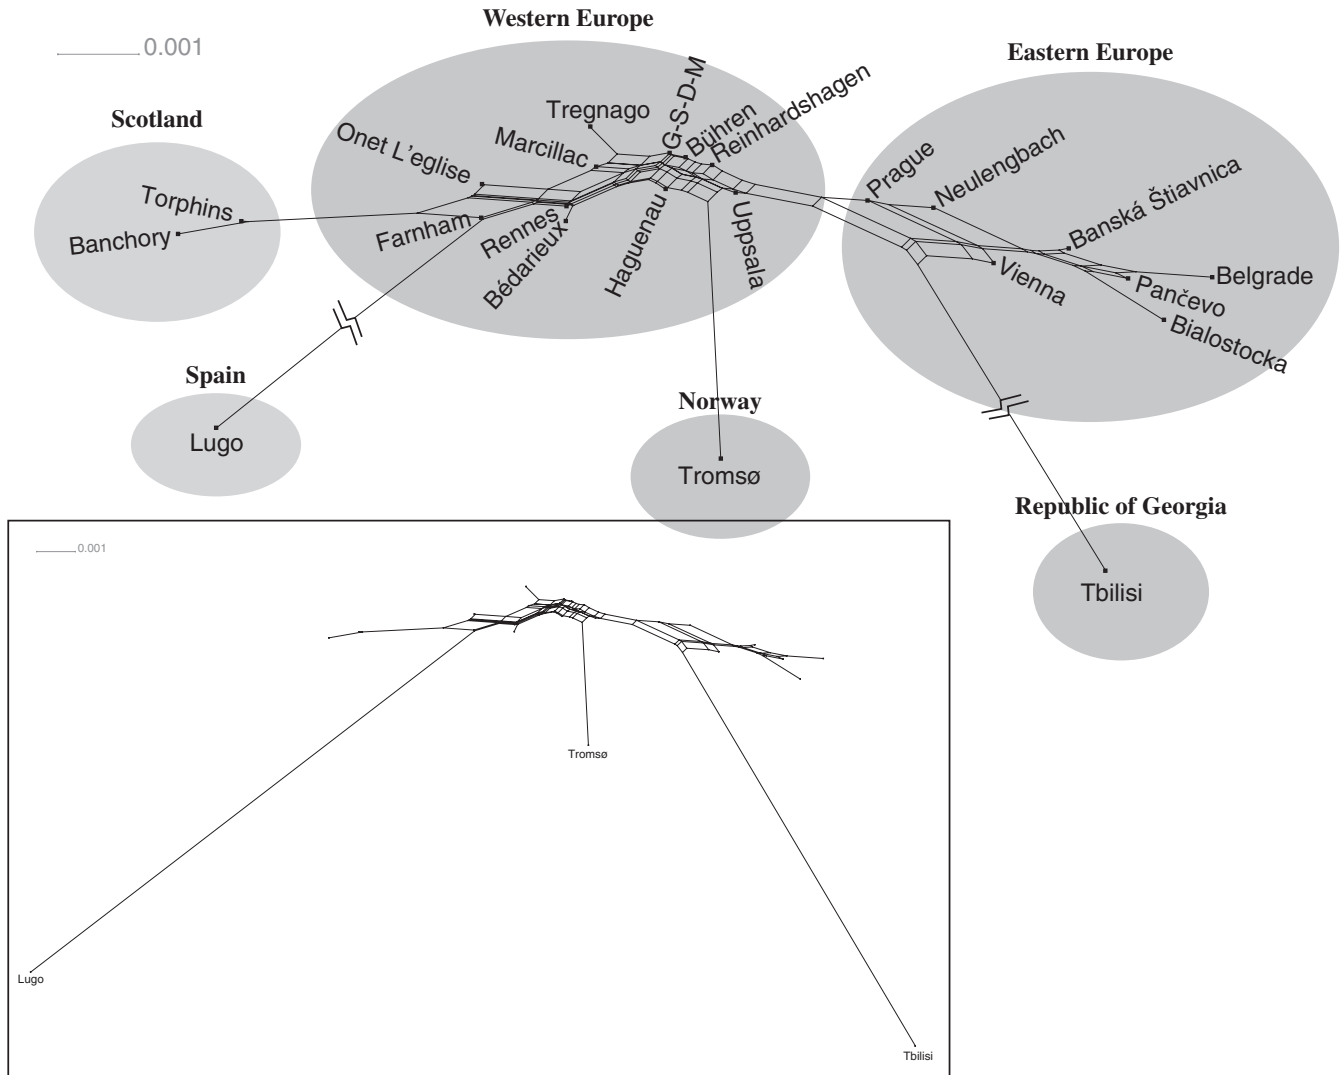 Western Europe
0.001
Eastern Europe
Scotland
Tregnago
G-S-D-M
Bühren
Reinhardshagen
Onet L'eglise
Marcillac
Prague
Neulengbach
Banská Štiavnica
Torphins
Banchory
Farnham
Rennes
Bédarieux
Haguenau
Uppsala
Vienna
Belgrade
Pančevo
Bialostocka
Spain
Lugo
Norway
Tromsø
Republic of Georgia
Tbilisi
0.001
Tromsø
Lugo
Tbilisi